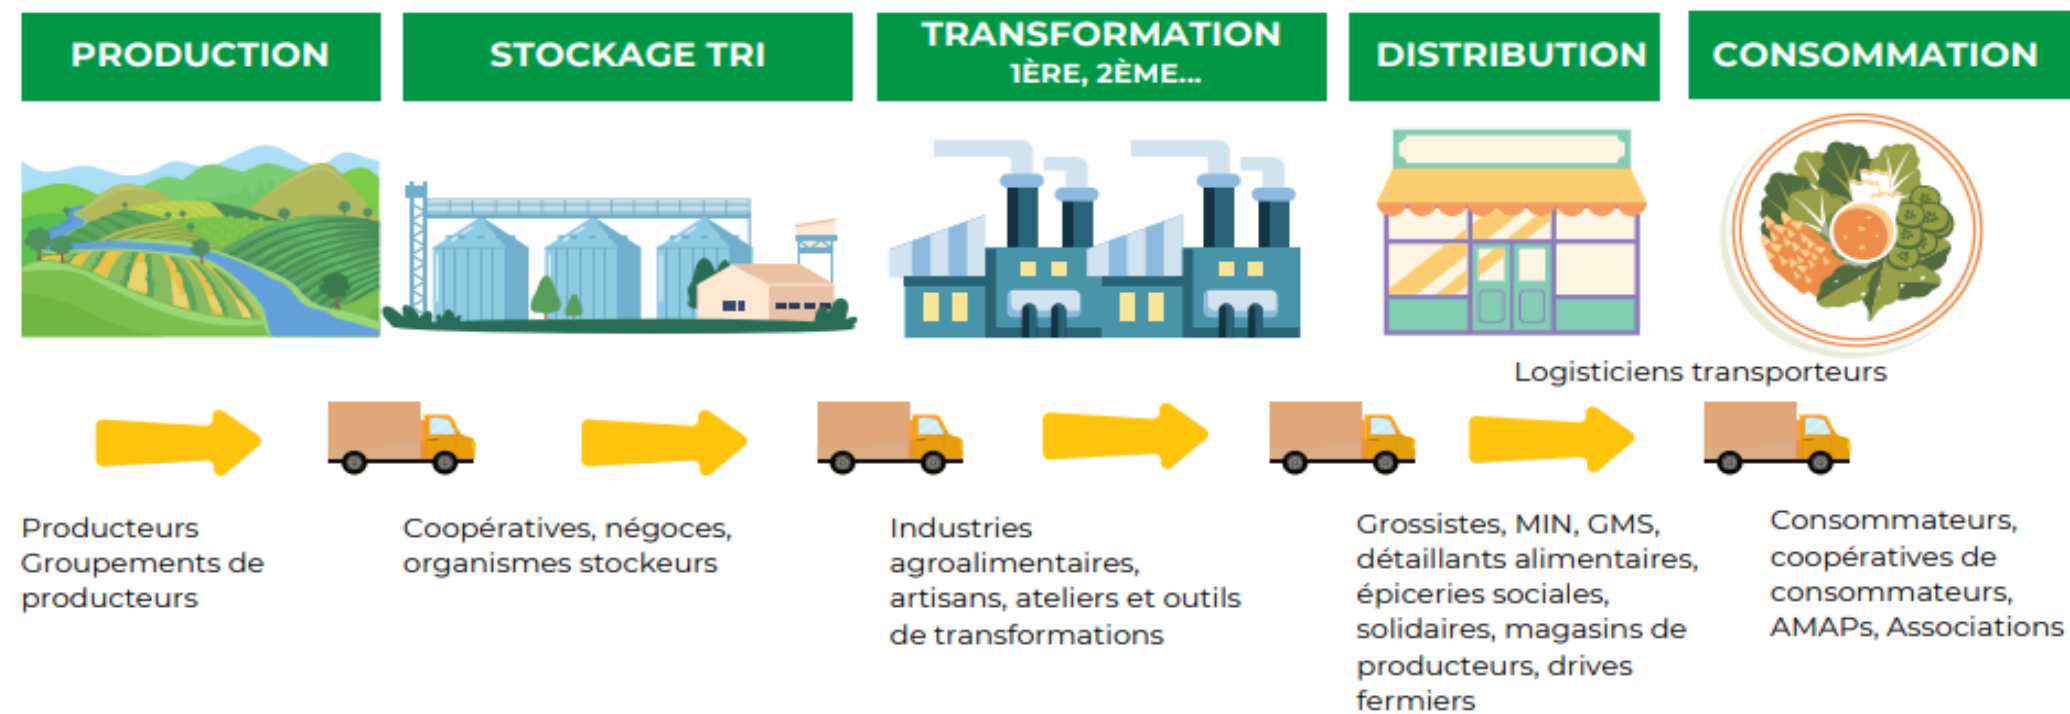 PRODUCTION
STOCKAGE TRI
TRANSFORMATION
1ÈRE, 2ÈME...
DISTRIBUTION
CONSOMMATION
Logisticiens transporteurs
Producteurs
Groupements de
producteurs
Coopératives, négoces,
organismes stockeurs
Industries
agroalimentaires,
artisans, ateliers et outils
de transformations
Grossistes, MIN, GMS,
détaillants alimentaires,
épiceries sociales,
solidaires, magasins de
producteurs, drives
fermiers
Consommateurs,
coopératives de
consommateurs,
AMAPs, Associations